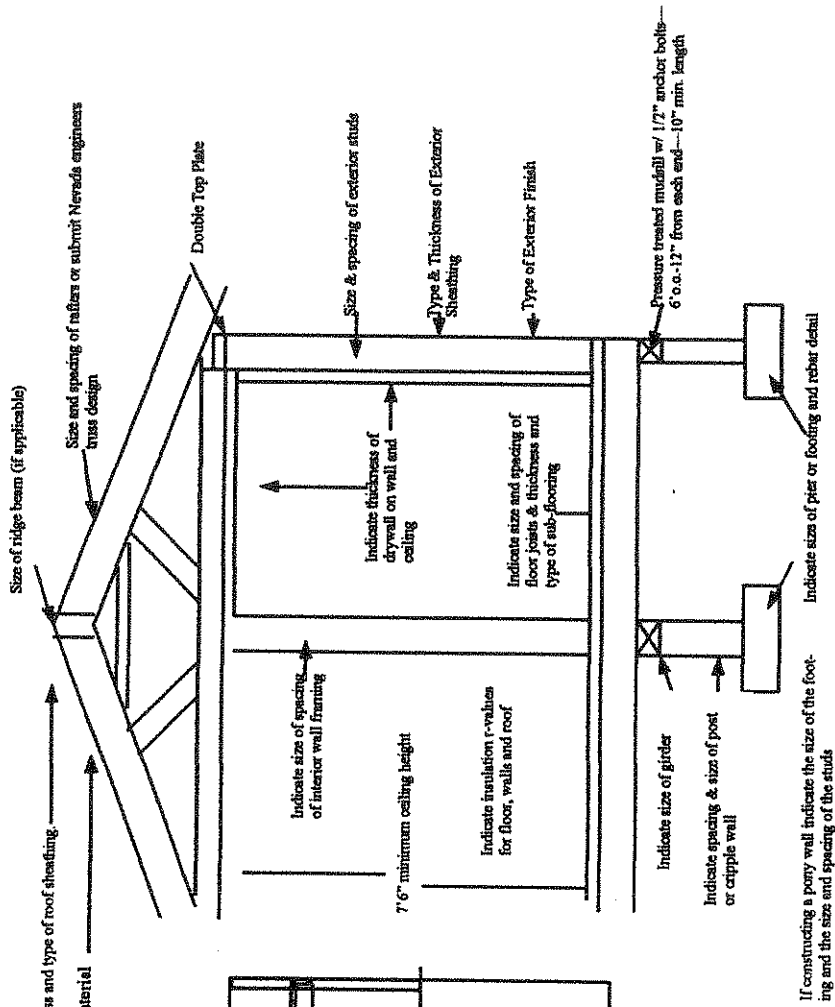 Size of ridge beam (if applicable)
Size and spacing of rafters or submit Nevada engineers
truss design
ss and type of roof sheathing.
terial
Double Top Plate
Size & spacing of exterior studs
Type & Thickness of Exterior
Sheathing
Type of Exterior Finish
Pressure treated mudsill w/ 1/2" anchor bolts—
6'o.o.-12" from each end—10" min. length
Indicate thickness of
drywall on wall and
ceiling
Indicate size and spacing of
floor joists & thickness and
type of sub-flooring
Indicate size of spacing
of interior wall framing
7'6" minimum ceiling height
Indicate insulation r-values
for floor, walls and roof
Indicate size of girder
Indicate spacing & size of post
or cripple wall
Indicate size of pier or footing and rebar detail
If constructing a pony wall indicate the size of the foot-
ing and the size and spacing of the studs